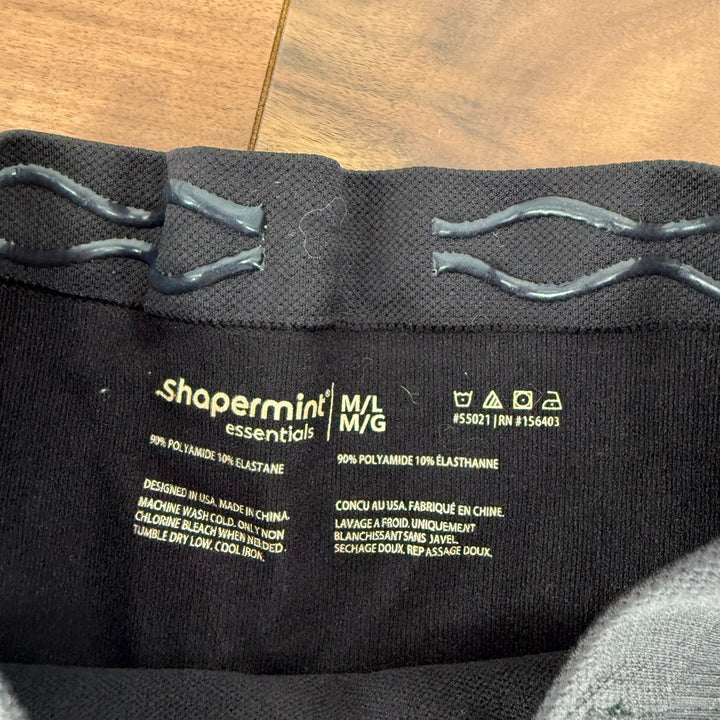 shapermint®
essentials
M/L
M/G
#55021 | RN #156403
90% POLYAMIDE 10% ELASTANE
DESIGNED IN USA, MADE IN CHINA.
MACHINE WASH COLD. ONLY NON
CHLORINE BLEACH WHEN NEEDED.
TUMBLE DRY LOW. COOL IRON.
90% POLYAMIDE 10% ÉLASTHANNE
CONCU AU USA. FABRIQUÉ EN CHINE.
LAVAGE A FROID. UNIQUEMENT
BLANCHISSANT SANS JAVEL.
SECHAGE DOUX. REPASSAGE DOUX.